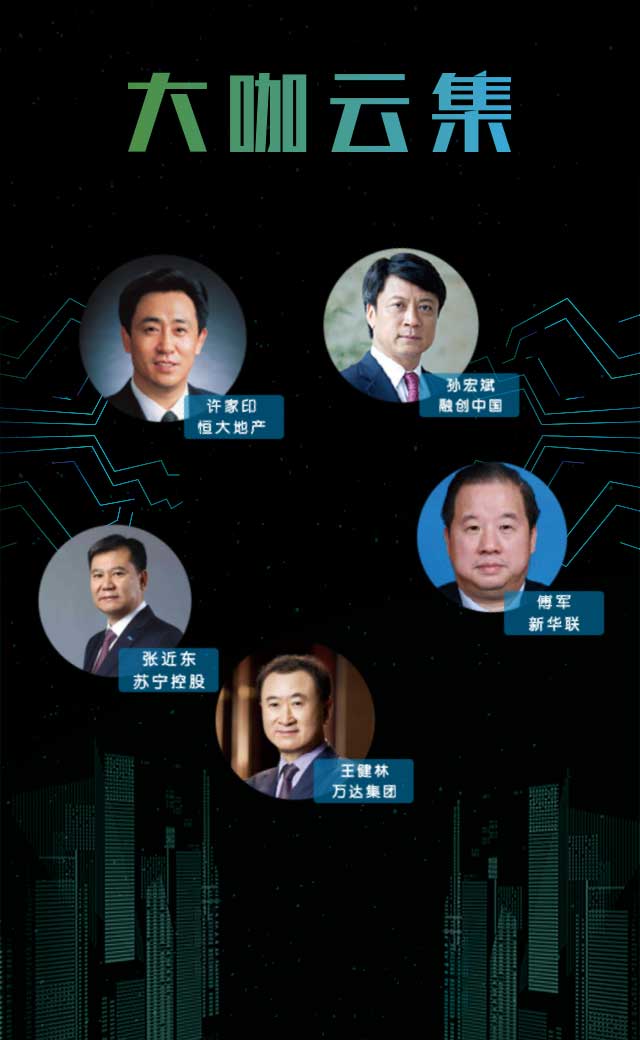 大咖云集
许家印
恒大地产
孙宏斌
融创中国
傅军
新华联
张近东
苏宁控股
王健林
万达集团